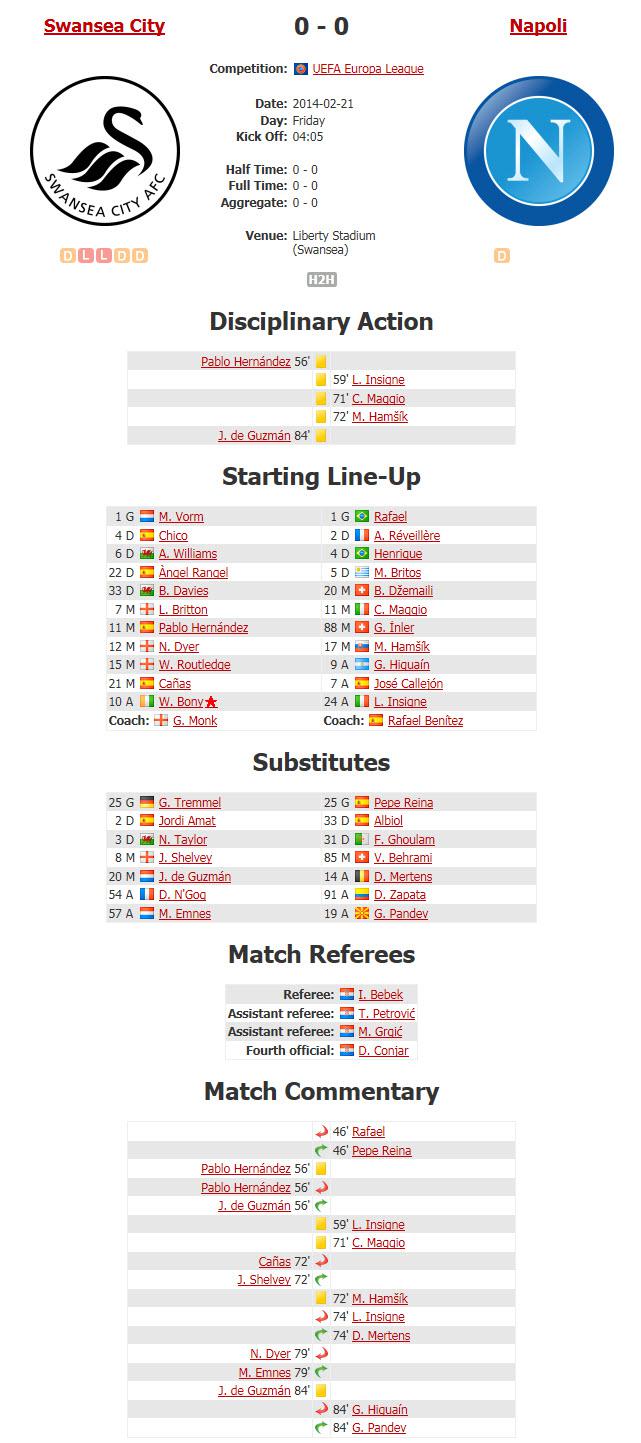 Swansea City 0 - 0 Napoli
Competition: UEFA Europa League
Date: 2014-02-21
Day: Friday
Kick Off: 04:05
Half Time: 0 - 0
Full Time: 0 - 0
Aggregate: 0 - 0
Venue: Liberty Stadium
(Swansea)
SWANSEA CITY AFC
N
D L L D D
D
H2H
Disciplinary Action
Pablo Hernández 56'
59' L. Insigne
71' C. Maggio
72' M. Hamšík
J. de Guzmán 84'
Starting Line-Up
1 G M. Vorm 1 G Rafael
4 D Chico 2 D A. Réveillère
6 D A. Williams 4 D Henrique
22 D Àngel Rangel 5 D M. Britos
33 D B. Davies 20 M B. Džemaili
7 M L. Britton 11 M C. Maggio
11 M Pablo Hernández 88 M G. İnler
12 M N. Dyer 17 M M. Hamšík
15 M W. Routledge 9 A G. Higuaín
21 M Cañas 7 A José Callejón
10 A W. Bony 24 A L. Insigne
Coach: G. Monk Coach: Rafael Benítez
Substitutes
25 G G. Tremmel 25 G Pepe Reina
2 D Jordi Amat 33 D Albiol
3 D N. Taylor 31 D F. Ghoulam
8 M J. Shelvey 85 M V. Behrami
20 M J. de Guzmán 14 A D. Mertens
54 A D. N'Gog 91 A D. Zapata
57 A M. Emnes 19 A G. Pandev
Match Referees
Referee: I. Bebek
Assistant referee: T. Petrović
Assistant referee: M. Grgić
Fourth official: D. Conjar
Match Commentary
46' Rafael
46' Pepe Reina
Pablo Hernández 56'
Pablo Hernández 56'
J. de Guzmán 56'
59' L. Insigne
71' C. Maggio
Cañas 72'
J. Shelvey 72'
72' M. Hamšík
74' L. Insigne
74' D. Mertens
N. Dyer 79'
M. Emnes 79'
J. de Guzmán 84'
84' G. Higuaín
84' G. Pandev